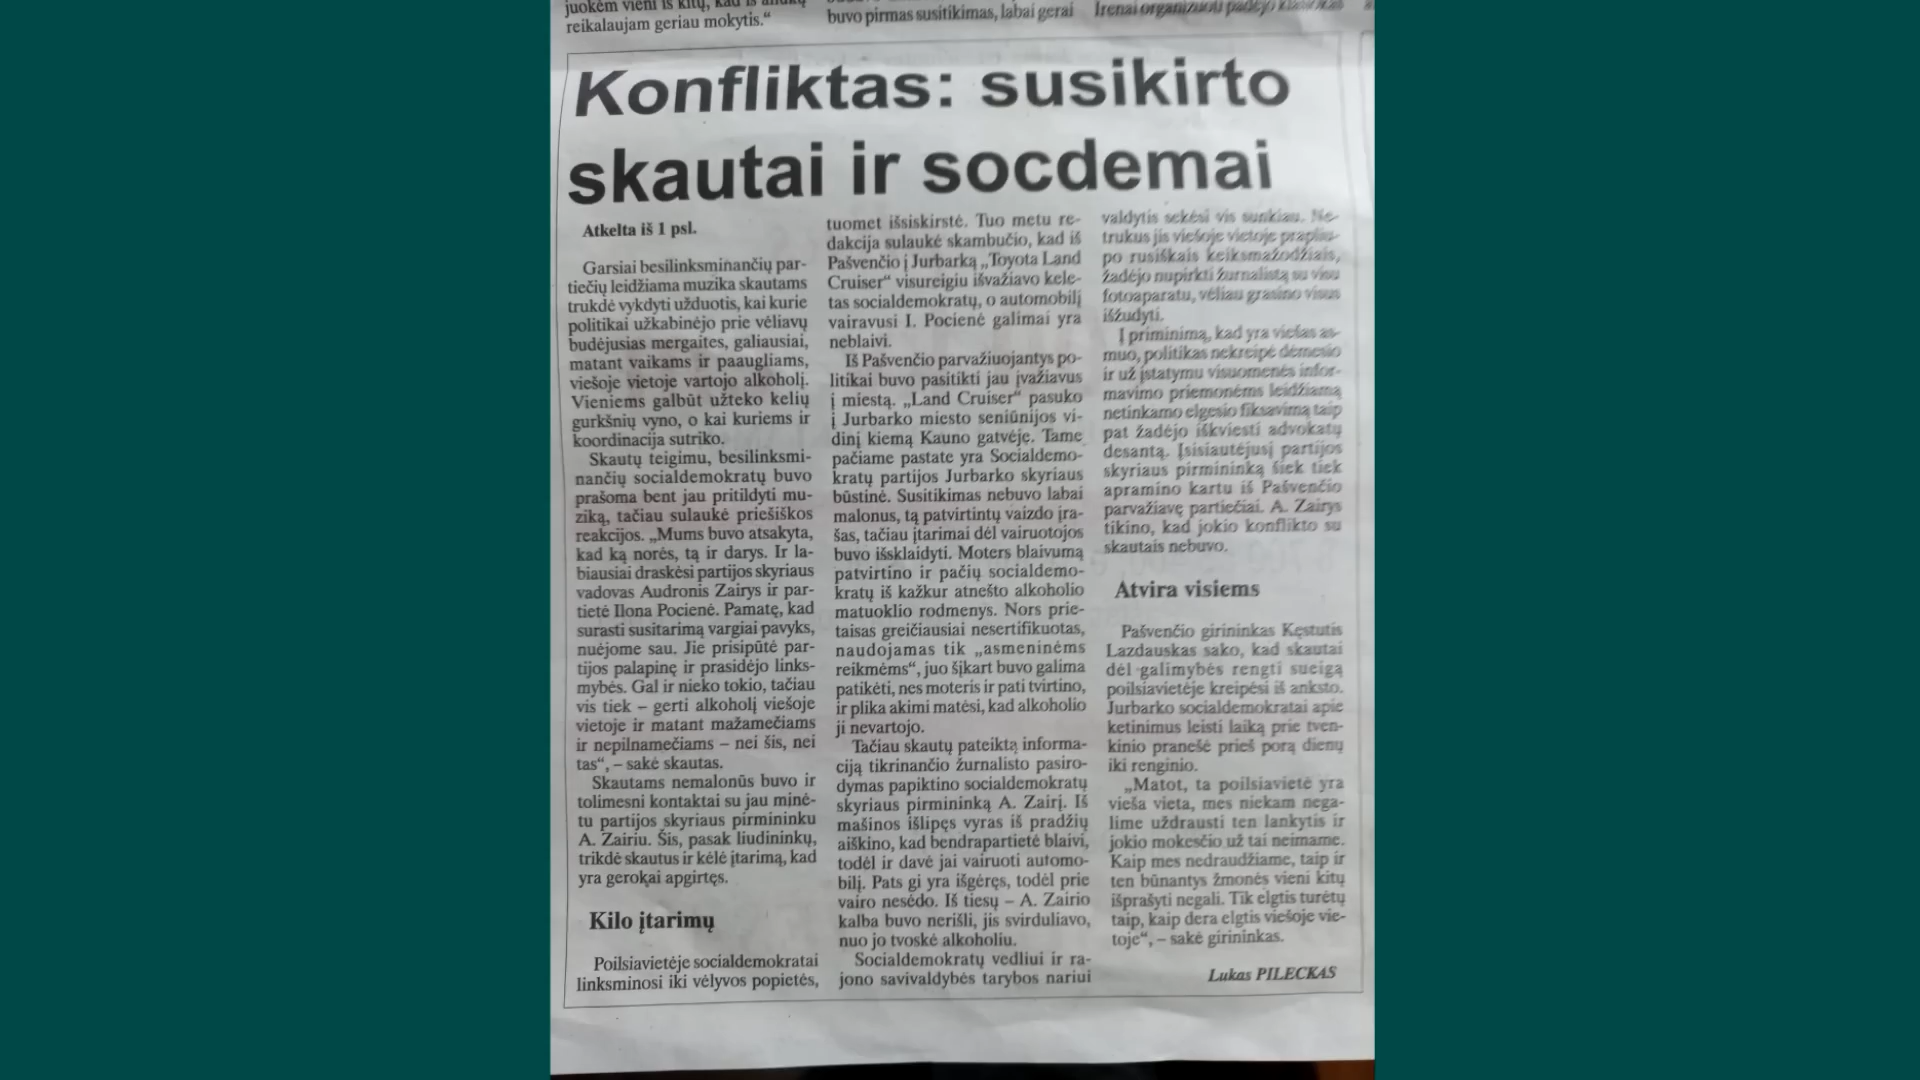 juokėm vieni iš kitų, kad iš anūkų
reikalaujam geriau mokytis.“
buvo pirmas susitikimas, labai gerai
Irenai organizuoti padėjo
Konfliktas: susikirto
skautai ir socdemai
Atkelta iš 1 psl.
Garsiai besilinksminančių par-
tiečių leidžiama muzika skautams
trukdė vykdyti užduotis, kai kurie
politikai užkabinėjo prie vėliavų
budėjusias mergaites, galiausiai,
matant vaikams ir paaugliams,
viešoje vietoje vartojo alkoholį.
Vieniems galbūt užteko kelių
gurkšnių vyno, o kai kuriems ir
koordinacija sutriko.
Skautų teigimu, besilinksmi-
nančių socialdemokratų buvo
prašoma bent jau pritildyti mu-
ziką, tačiau sulaukė priešiškos
reakcijos. „Mums buvo atsakyta,
kad ką norės, tą ir darys. Ir la-
biausiai draskėsi partijos skyriaus
vadovas Audronis Zairys ir par-
tietė Ilona Pocienė. Pamatę, kad
surasti susitarimą vargiai pavyks,
nuėjome sau. Jie prisipūtė par-
tijos palapinę ir prasidėjo links-
mybės. Gal ir nieko tokio, tačiau
vis tiek – gerti alkoholį viešoje
vietoje ir matant mažamečiams
ir nepilnamečiams – nei šis, nei
tas“, – sakė skautas.
Skautams nemalonūs buvo ir
tolimesni kontaktai su jau minė-
tu partijos skyriaus pirmininku
A. Zairiu. Šis, pasak liudininkų,
trikdė skautus ir kėlė įtarimą, kad
yra gerokai apgirtęs.
Kilo įtarimų
Poilsiavietėje socialdemokratai
linksminosi iki vėlyvos popietės,
tuomet išsiskirstė. Tuo metu re-
dakcija sulaukė skambučio, kad iš
Pašvenčio į Jurbarką „Toyota Land
Cruiser“ visureigiu išvažiavo kele-
tas socialdemokratų, o automobilį
vairavusi I. Pocienė galimai yra
neblaivi.
Iš Pašvenčio parvažiuojantys po-
litikai buvo pasitikti jau įvažiavus
į miestą. „Land Cruiser“ pasuko
į Jurbarko miesto seniūnijos vi-
dinį kiemą Kauno gatvėje. Tame
pačiame pastate yra Socialdemo-
kratų partijos Jurbarko skyriaus
būstinė. Susitikimas nebuvo labai
malonus, tą patvirtintų vaizdo įra-
šas, tačiau įtarimai dėl vairuotojos
buvo išsklaidyti. Moters blaivumą
patvirtino ir pačių socialdemo-
kratų iš kažkur atnešto alkoholio
matuoklio rodmenys. Nors prie-
taisas greičiausiai nesertifikuotas,
naudojamas tik „asmeninėms
reikmėms“, juo šįkart buvo galima
patikėti, nes moteris ir pati tvirtino,
ir plika akimi matėsi, kad alkoholio
ji nevartojo.
Tačiau skautų pateiktą informa-
ciją tikrinančio žurnalisto pasiro-
dymas papiktino socialdemokratų
skyriaus pirmininką A. Zairį. Iš
mašinos išlipęs vyras iš pradžių
aiškino, kad bendrapartietė blaivi,
todėl ir davė jai vairuoti automo-
bilį. Pats gi yra išgėręs, todėl prie
vairo nesėdo. Iš tiesų – A. Zairio
kalba buvo nerišli, jis svirduliavo,
nuo jo tvoskė alkoholiu.
Socialdemokratų vedliui ir ra-
jono savivaldybės tarybos nariui
valdytis sekėsi vis sunkiau. Ne-
trukus jis viešoje vietoje prapliu-
po rusiškais keiksmažodžiais,
žadėjo nupirkti žurnalistą su visu
fotoaparatu, vėliau grasino visus
išžudyti.
Į priminimą, kad yra viešas as-
muo, politikas nekreipė dėmesio
ir už įstatymu visuomenės infor-
mavimo priemonėms leidžiamą
netinkamo elgesio fiksavimą taip
pat žadėjo iškviesti advokatų
desantą. Įsisiautėjusį partijos
skyriaus pirmininką šiek tiek
apramino kartu iš Pašvenčio
parvažiavę partiečiai. A. Zairys
tikino, kad jokio konflikto su
skautais nebuvo.
Atvira visiems
Pašvenčio girininkas Kęstutis
Lazdauskas sako, kad skautai
dėl galimybės rengti sueigą
poilsiavietėje kreipėsi iš anksto.
Jurbarko socialdemokratai apie
ketinimus leisti laiką prie tven-
kinio pranešė prieš porą dienų
iki renginio.
„Matot, ta poilsiavietė yra
vieša vieta, mes niekam nega-
lime uždrausti ten lankytis ir
jokio mokesčio už tai neimame.
Kaip mes nedraudžiame, taip ir
ten būnantys žmonės vieni kitų
išprašyti negali. Tik elgtis turėtų
taip, kaip dera elgtis viešoje vie-
toje“, – sakė girininkas.
Lukas PILECKAS